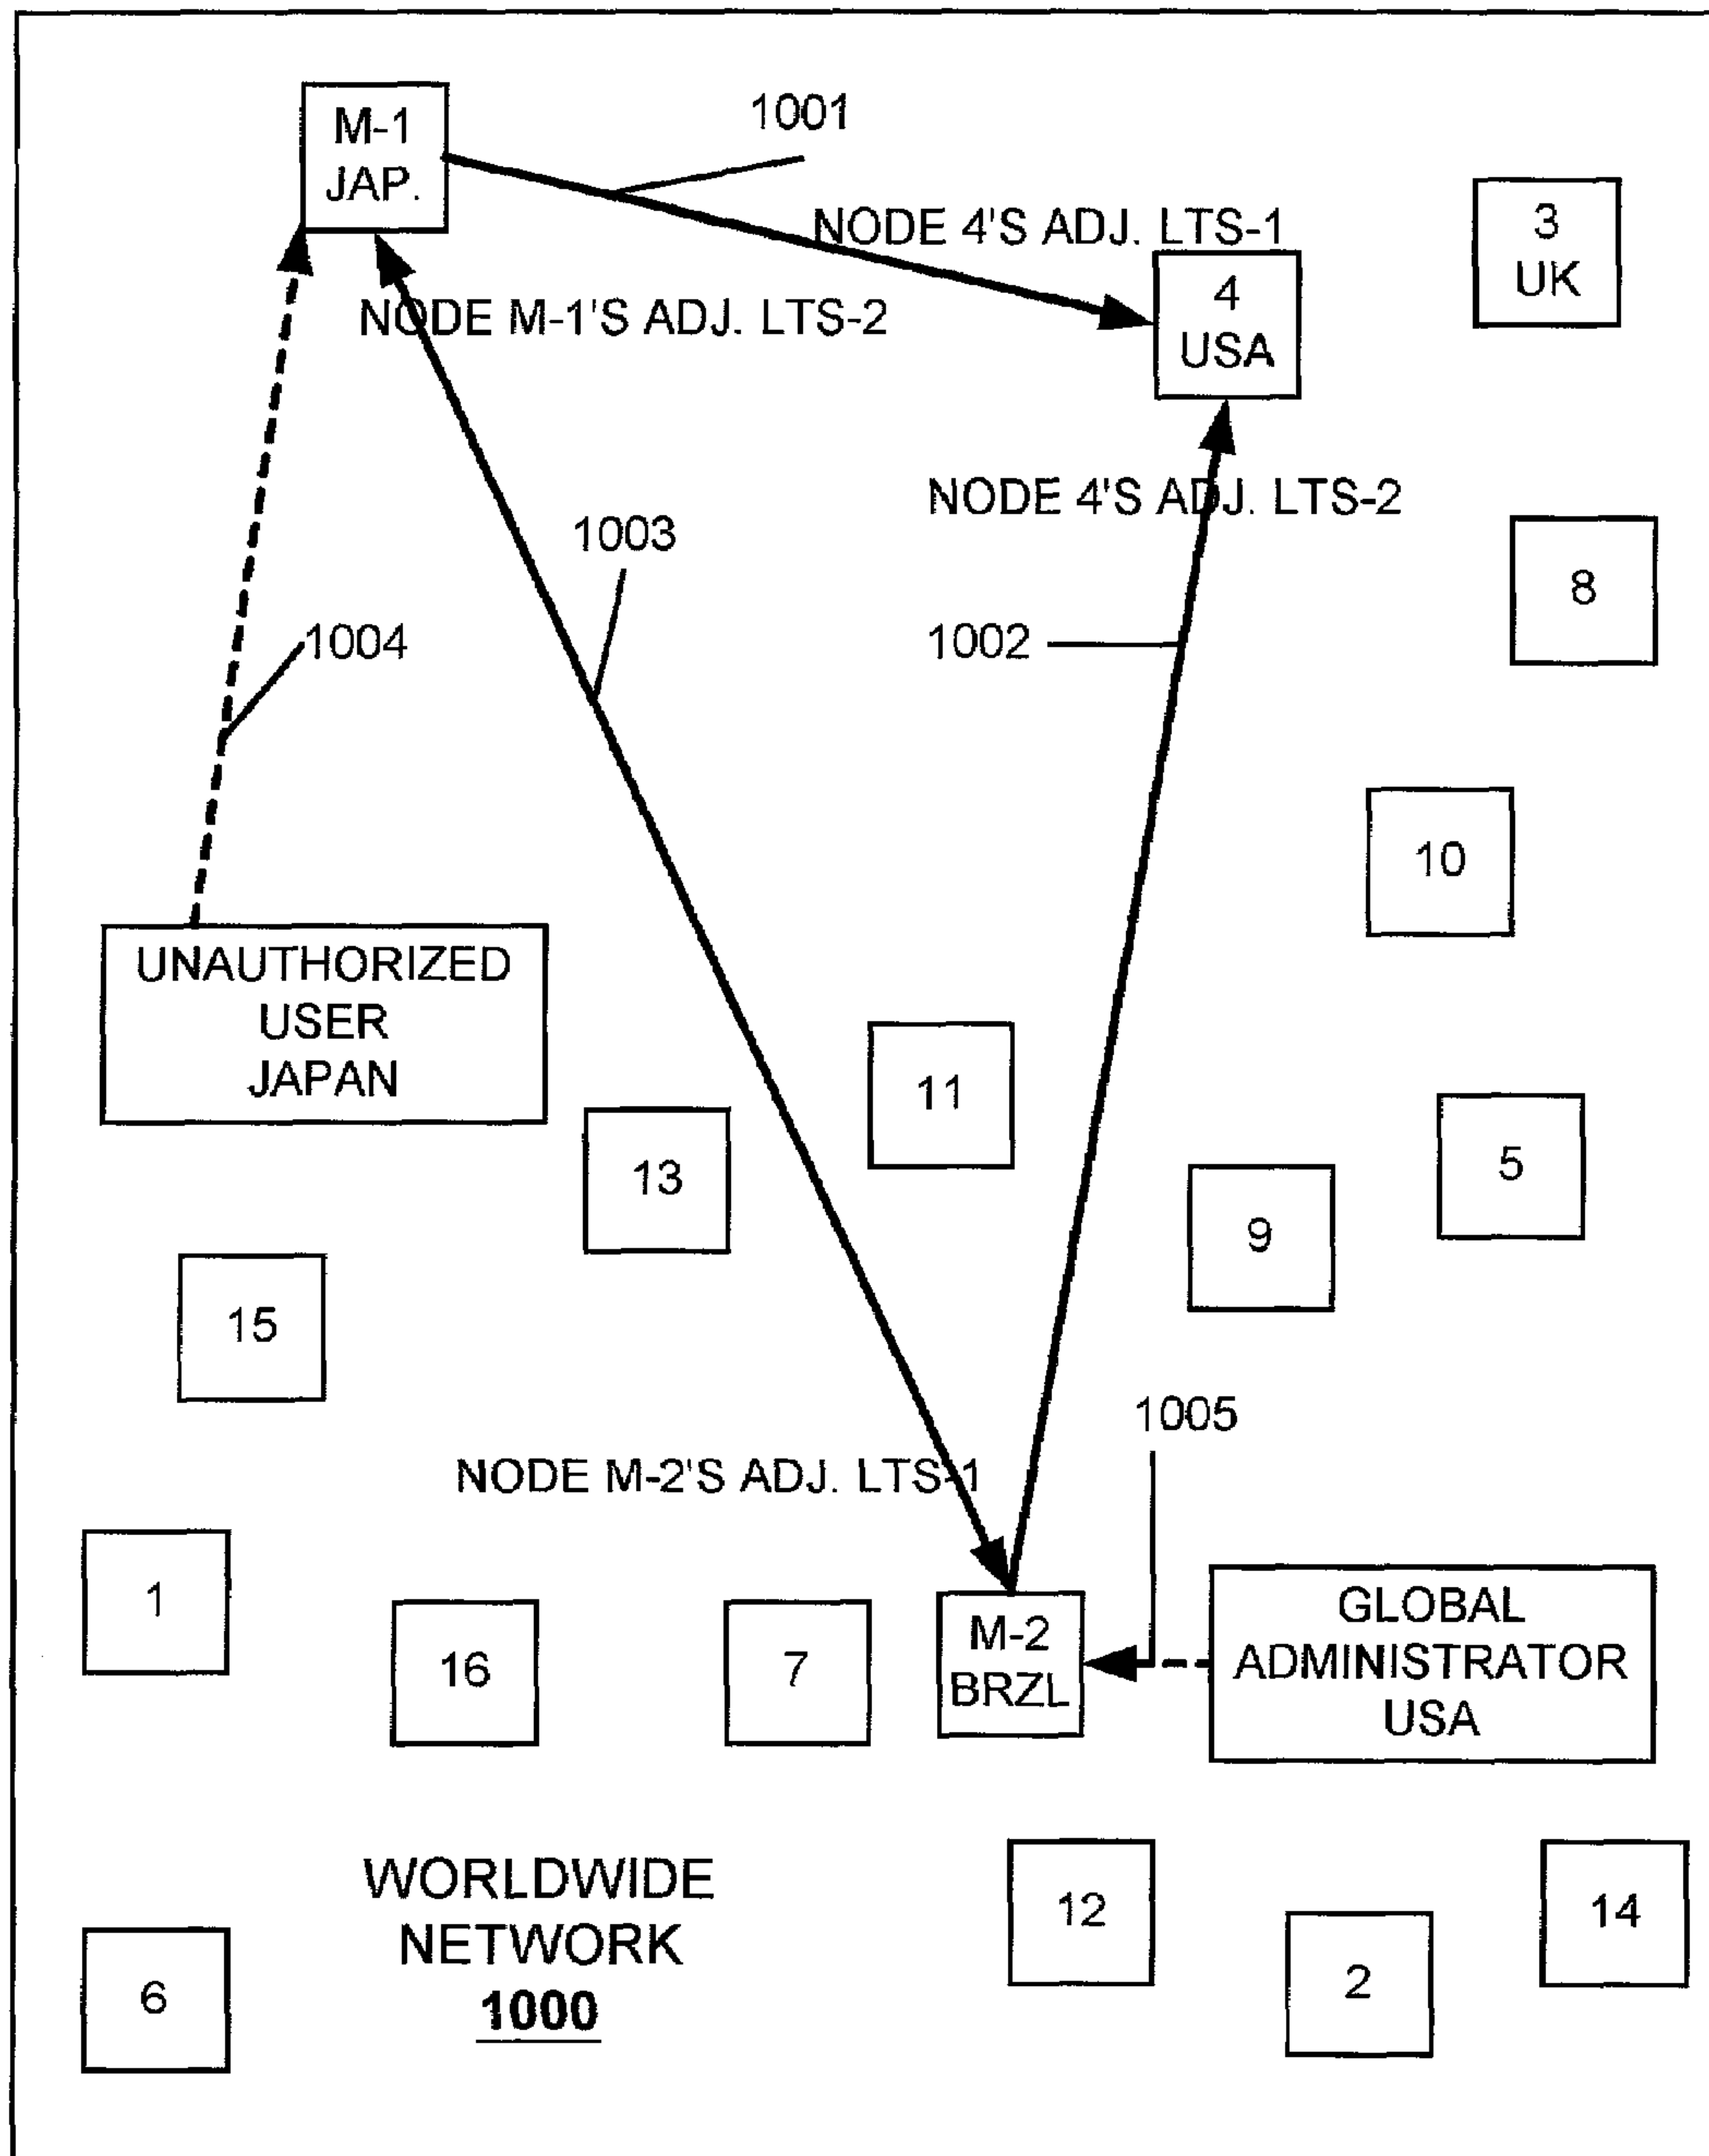 M-1
JAP.
1001
NODE 4'S ADJ. LTS-1
3
UK
4
USA
NODE M-1'S ADJ. LTS-2
NODE 4'S ADJ. LTS-2
1003
8
1004
1002
10
UNAUTHORIZED
USER
JAPAN
11
13
5
9
15
1005
NODE M-2'S ADJ. LTS-1
1
16
7
M-2
BRZL
GLOBAL
ADMINISTRATOR
USA
WORLDWIDE
NETWORK
1000
12
14
2
6